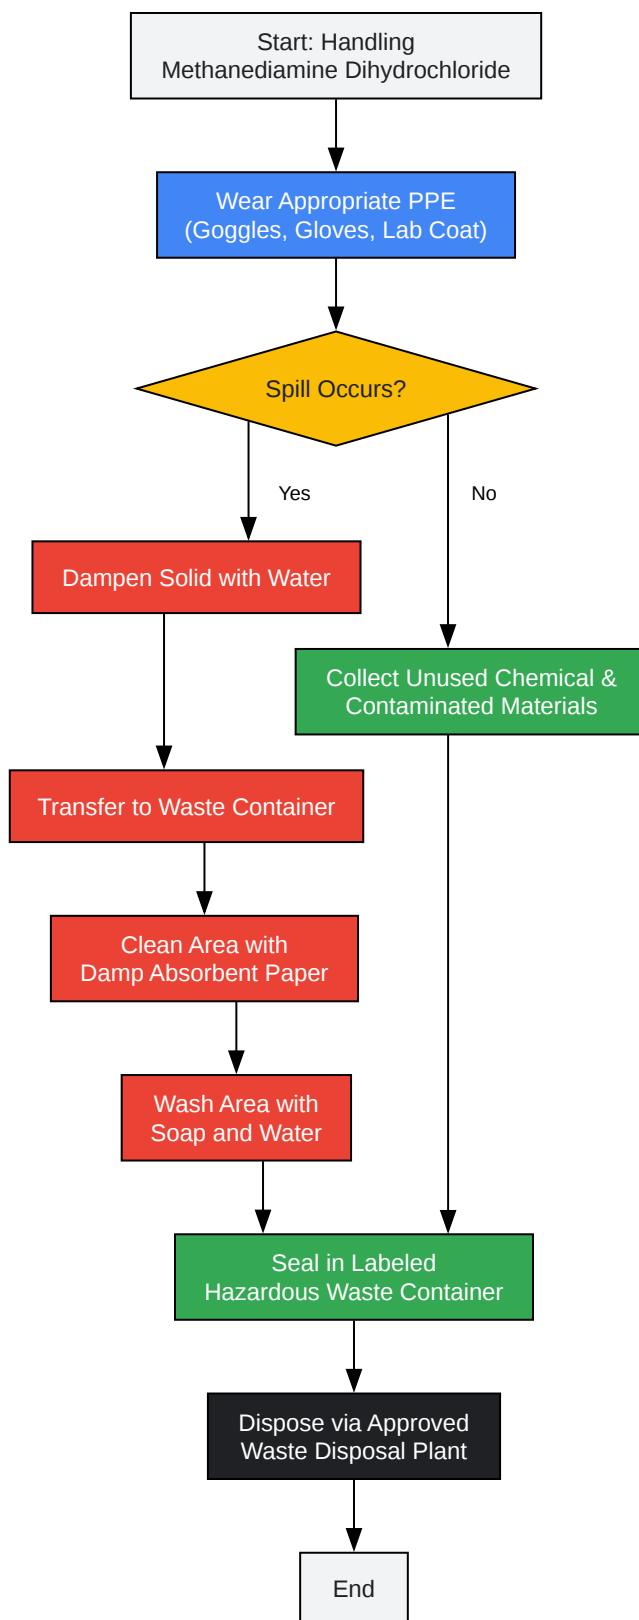 Start: Handling
Methanediamine Dihydrochloride
Wear Appropriate PPE
(Goggles, Gloves, Lab Coat)
Spill Occurs?
Yes
No
Dampen Solid with Water
Collect Unused Chemical &
Contaminated Materials
Transfer to Waste Container
Clean Area with
Damp Absorbent Paper
Wash Area with
Soap and Water
Seal in Labeled
Hazardous Waste Container
Dispose via Approved
Waste Disposal Plant
End